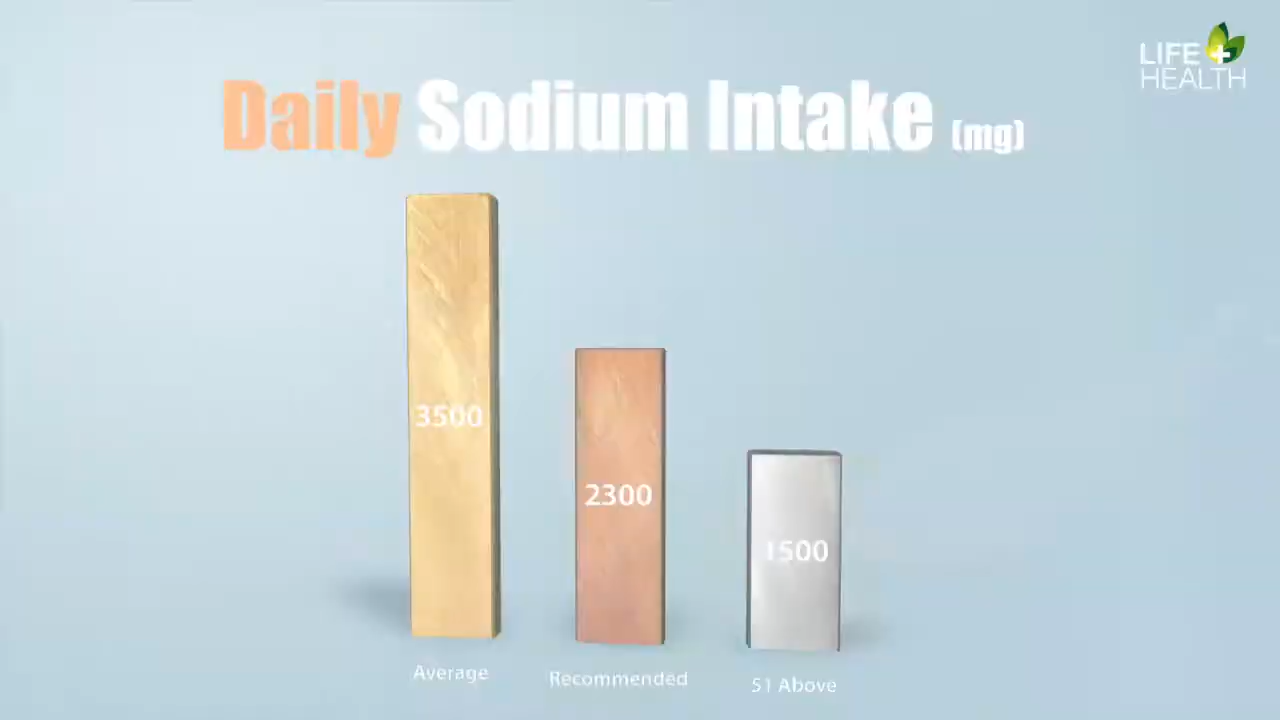 LIFE+
HEALTH
Daily Sodium Intake (mg)
3500
2300
1500
Average
Recommended
51 Above